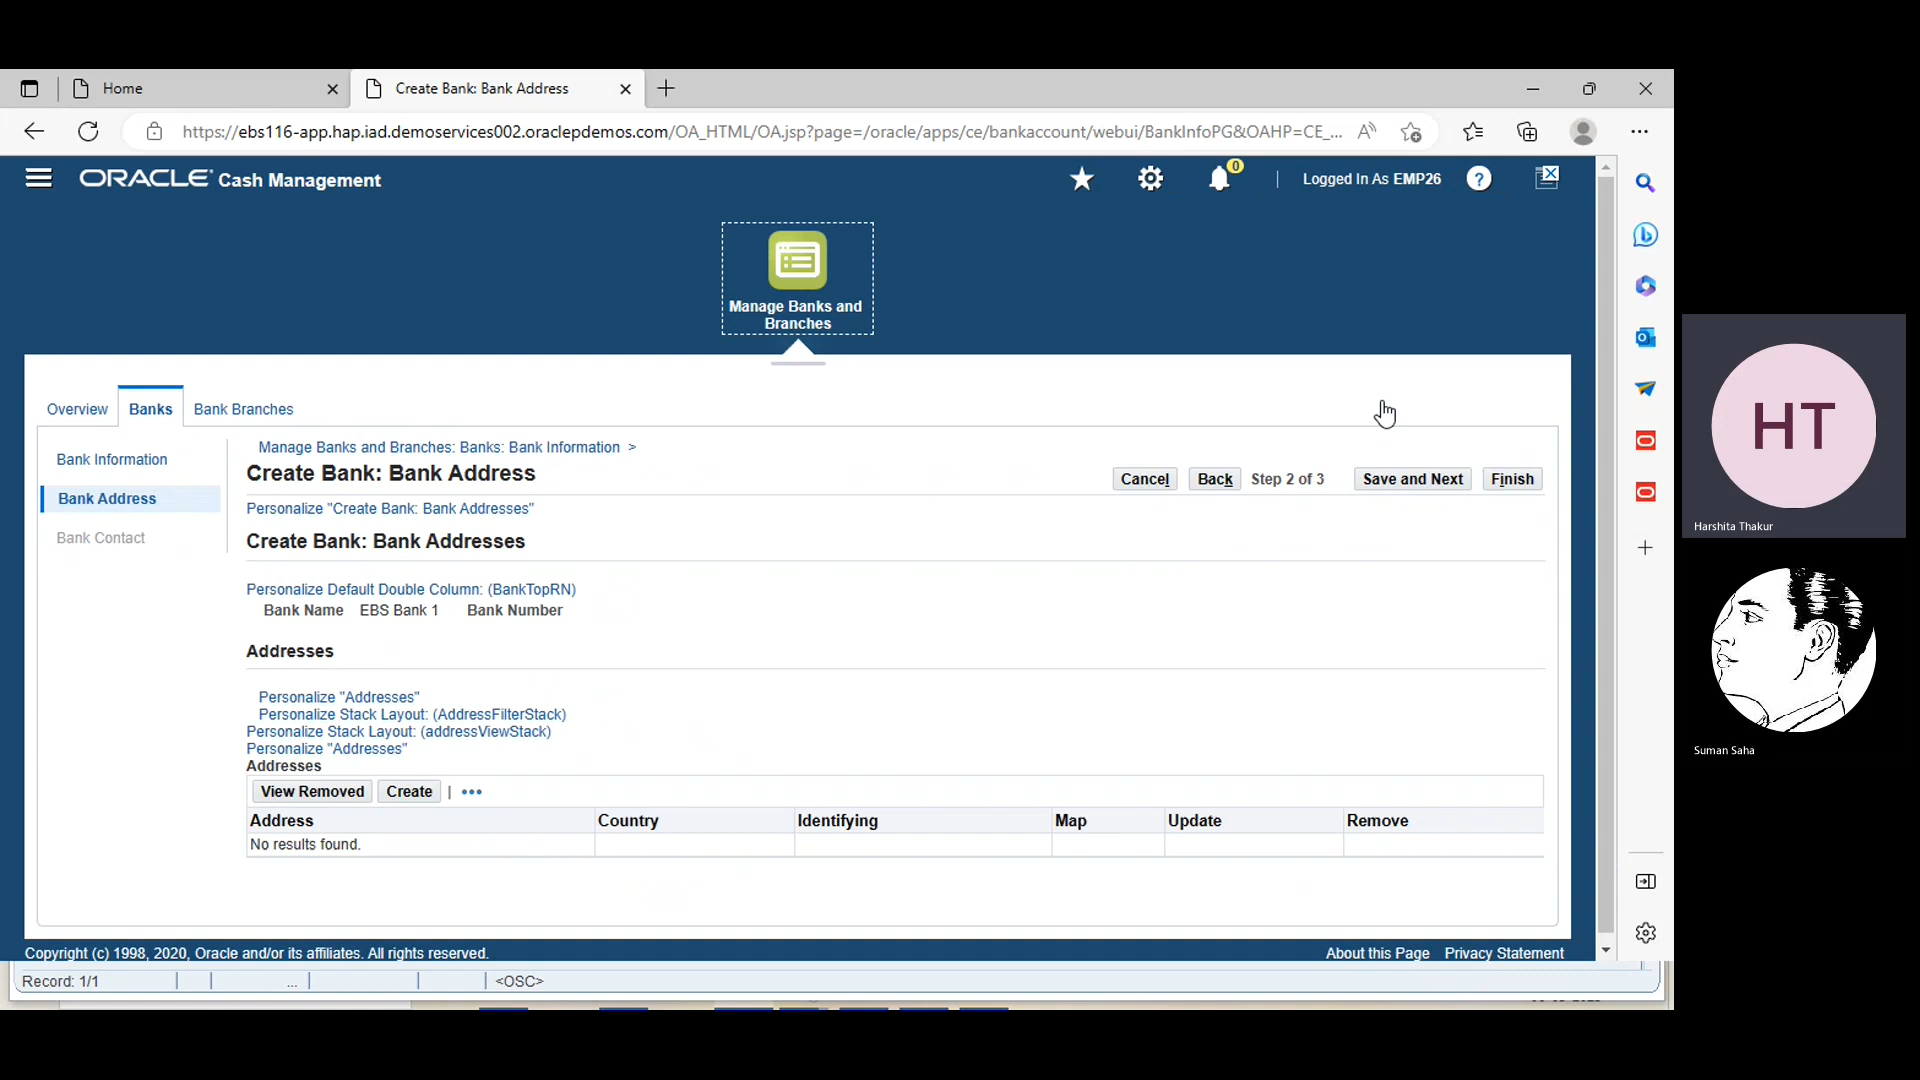 Home
Create Bank: Bank Address
https://ebs116-app.hap.iad.demoservices002.oraclepdemos.com/OA_HTML/OA.jsp?page=/oracle/apps/ce/bankaccount/webui/BankInfoPG&OAHP=CE_...
ORACLE Cash Management
0
Logged In As EMP26
?
Manage Banks and
Branches
Overview
Banks
Bank Branches
Bank Information
Bank Address
Bank Contact
Manage Banks and Branches: Banks: Bank Information >
Create Bank: Bank Address
Cancel
Back
Step 2 of 3
Save and Next
Finish
Personalize "Create Bank: Bank Addresses"
Create Bank: Bank Addresses
Personalize Default Double Column: (BankTopRN)
Bank Name EBS Bank 1 Bank Number
Addresses
Personalize "Addresses"
Personalize Stack Layout: (AddressFilterStack)
Personalize Stack Layout: (addressViewStack)
Personalize "Addresses"
Addresses
View Removed Create | •••
Address Country Identifying Map Update Remove
No results found.
Copyright (c) 1998, 2020, Oracle and/or its affiliates. All rights reserved.
About this Page Privacy Statement
Record: 1/1 ... <OSC>
HT
Harshita Thakur
Suman Saha